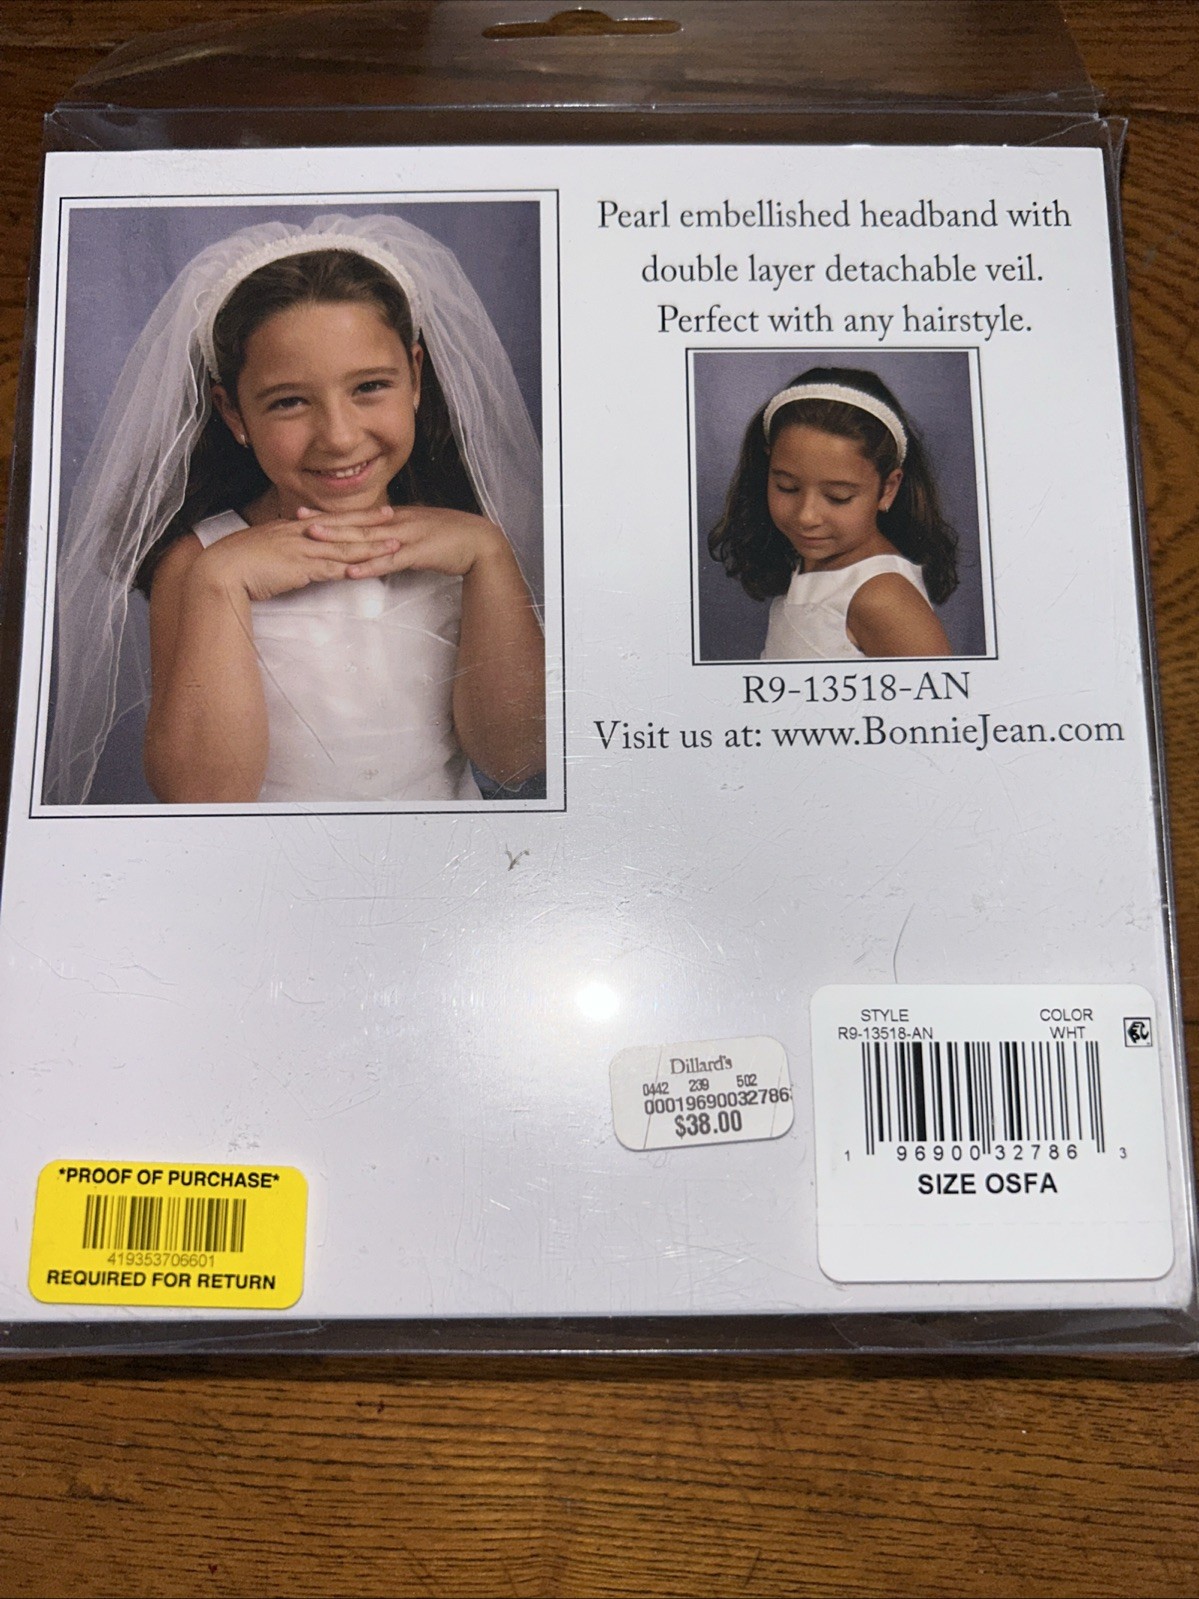 Pearl embellished headband with
double layer detachable veil.
Perfect with any hairstyle.
R9-13518-AN
Visit us at: www.BonnieJean.com
STYLE COLOR
R9-13518-AN WHT
1 96900 32786 3
SIZE OSFA
Dillard's
0442 239 502
000196900327863
$38.00
*PROOF OF PURCHASE*
419353706601
REQUIRED FOR RETURN